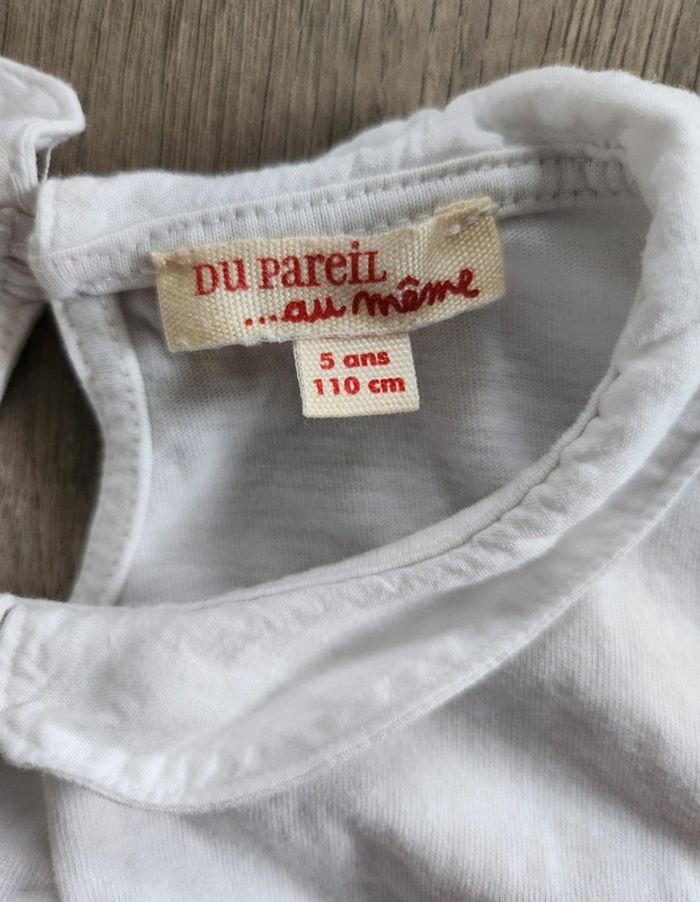 DU PareiL
...au même
5 ans
110 cm